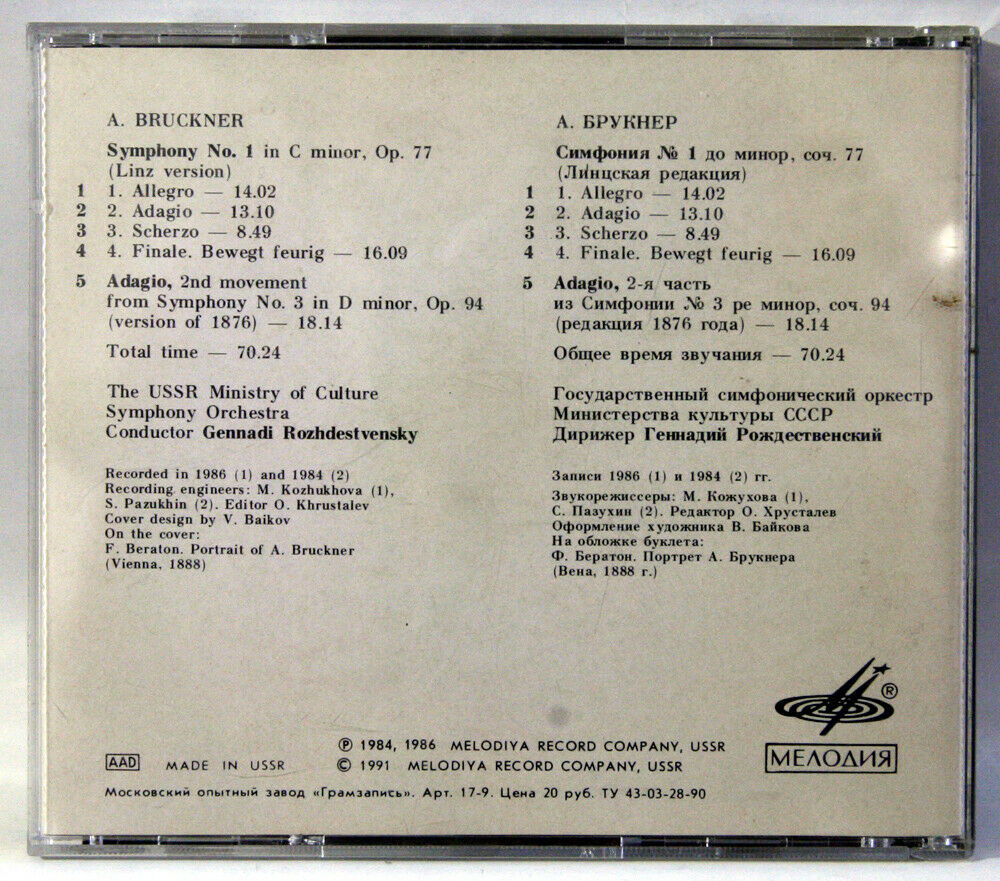 A. BRUCKNER
Symphony No. 1 in C minor, Op. 77
(Linz version)
1 1. Allegro — 14.02
2 2. Adagio — 13.10
3 3. Scherzo — 8.49
4 4. Finale. Bewegt feurig — 16.09
5 Adagio, 2nd movement
from Symphony No. 3 in D minor, Op. 94
(version of 1876) — 18.14
Total time — 70.24
The USSR Ministry of Culture
Symphony Orchestra
Conductor Gennadi Rozhdestvensky
Recorded in 1986 (1) and 1984 (2)
Recording engineers: M. Kozhukhova (1),
S. Pazukhin (2). Editor O. Khrustalev
Cover design by V. Baikov
On the cover:
F. Beraton. Portrait of A. Bruckner
(Vienna, 1888)
А. БРУКНЕР
Симфония № 1 до минор, соч. 77
(Линцская редакция)
1 1. Allegro — 14.02
2 2. Adagio — 13.10
3 3. Scherzo — 8.49
4 4. Finale. Bewegt feurig — 16.09
5 Adagio, 2-я часть
из Симфонии № 3 ре минор, соч. 94
(редакция 1876 года) — 18.14
Общее время звучания — 70.24
Государственный симфонический оркестр
Министерства культуры СССР
Дирижер Геннадий Рождественский
Записи 1986 (1) и 1984 (2) гг.
Звукорежиссеры: М. Кожухова (1),
С. Пазухин (2). Редактор О. Хрусталев
Оформление художника В. Байкова
На обложке буклета:
Ф. Бератон. Портрет А. Брукнера
(Вена, 1888 г.)
®
МЕЛОДИЯ
AAD MADE IN USSR
℗ 1984, 1986 MELODIYA RECORD COMPANY, USSR
© 1991 MELODIYA RECORD COMPANY, USSR
Московский опытный завод «Грамзапись». Арт. 17-9. Цена 20 руб. ТУ 43-03-28-90